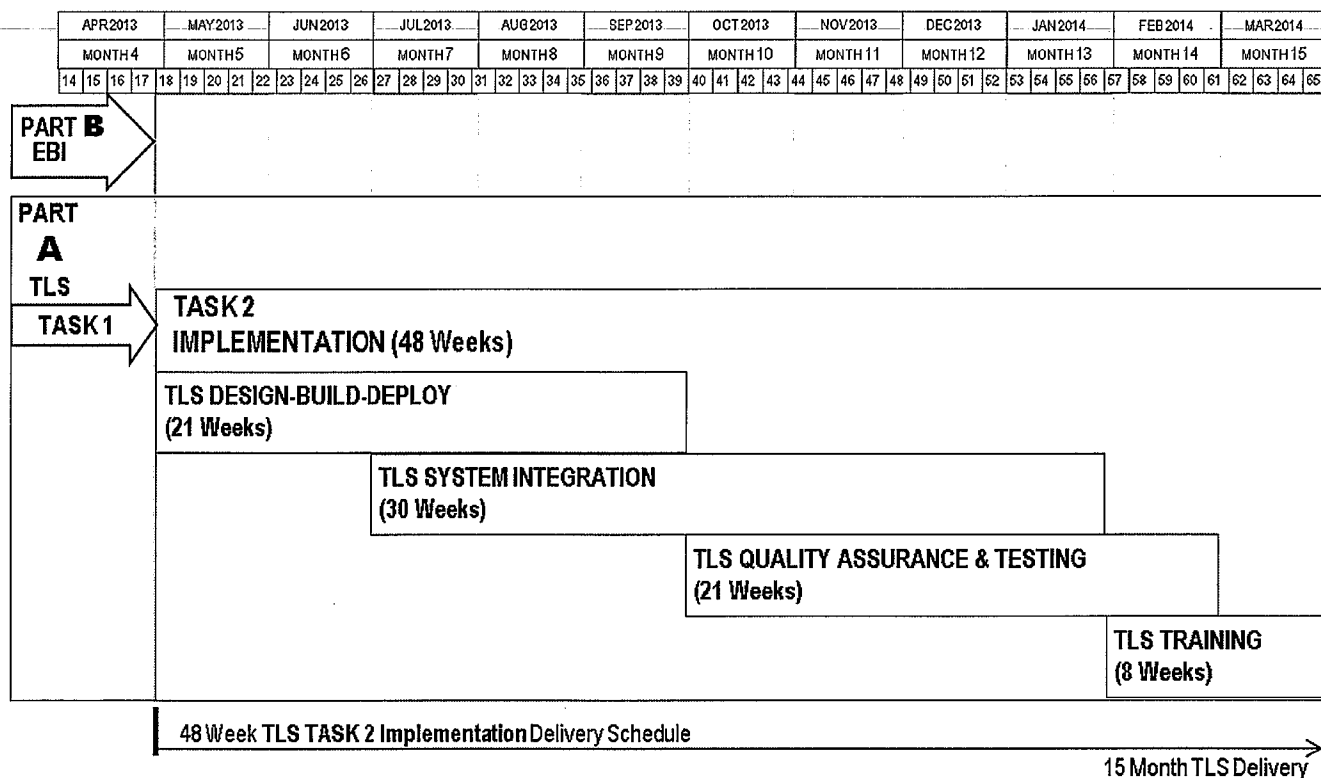 APR2013 MAY2013 JUN2013 JUL2013 AUG2013 SEP2013 OCT2013 NOV2013 DEC2013 JAN2014 FEB2014 MAR2014
MONTH4 MONTH5 MONTH6 MONTH7 MONTH8 MONTH9 MONTH10 MONTH11 MONTH12 MONTH13 MONTH14 MONTH15
14 15 16 17 18 19 20 21 22 23 24 25 26 27 28 29 30 31 32 33 34 35 36 37 38 39 40 41 42 43 44 45 46 47 48 49 50 51 52 53 54 55 56 57 58 59 60 61 62 63 64 65
PART B
EBI
PART
A
TLS
TASK1
TASK2
IMPLEMENTATION (48 Weeks)
TLS DESIGN-BUILD-DEPLOY
(21 Weeks)
TLS SYSTEM INTEGRATION
(30 Weeks)
TLS QUALITY ASSURANCE & TESTING
(21 Weeks)
TLS TRAINING
(8 Weeks)
48 Week TLS TASK 2 Implementation Delivery Schedule
15 Month TLS Delivery